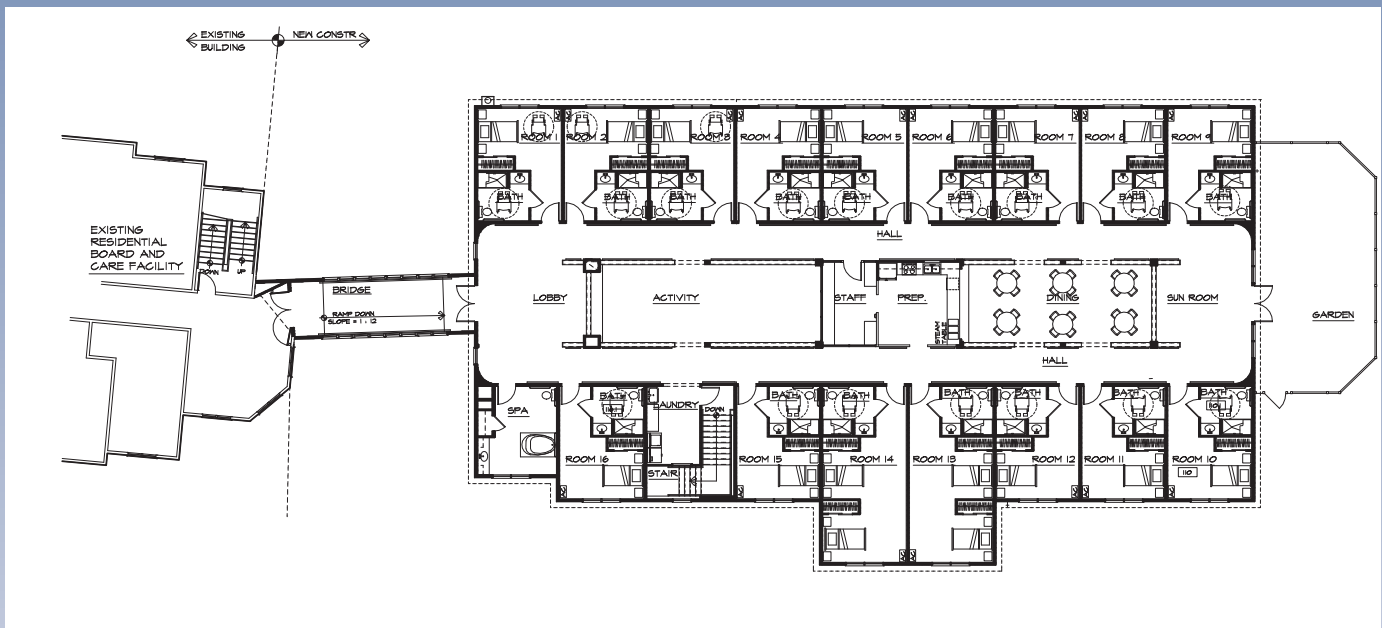 EXISTING BUILDING
NEW CONSTR
ROOM 1
ROOM 2
ROOM 3
ROOM 4
ROOM 5
ROOM 6
ROOM 7
ROOM 8
ROOM 9
BATH
BATH
BATH
BATH
BATH
BATH
BATH
BATH
BATH
EXISTING
RESIDENTIAL
BOARD AND
CARE FACILITY
DOWN
UP
HALL
BRIDGE
RAMP DOWN
SLOPE = 1 : 12
LOBBY
ACTIVITY
STAFF
PREP.
STEAM
TABLE
DINING
SUN ROOM
GARDEN
HALL
SPA
BATH
110
LAUNDRY
DOWN
BATH
BATH
BATH
BATH
BATH
BATH
ROOM 16
STAIR
ROOM 15
ROOM 14
ROOM 13
ROOM 12
ROOM 11
ROOM 10
110